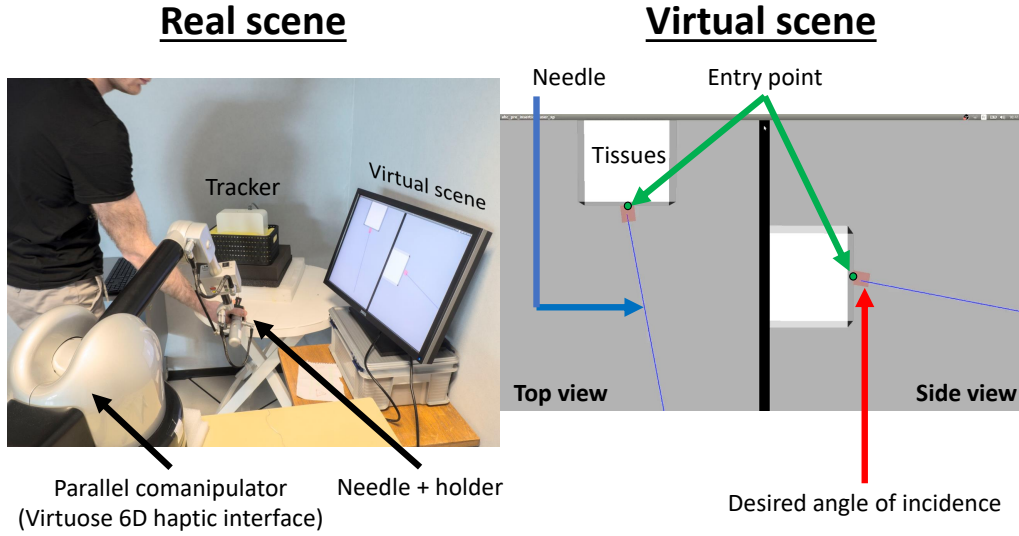 Real scene
Virtual scene
Needle
Entry point
Tissues
Tracker
Virtual scene
Top view
Side view
Parallel comanipulator
(Virtuose 6D haptic interface)
Needle + holder
Desired angle of incidence